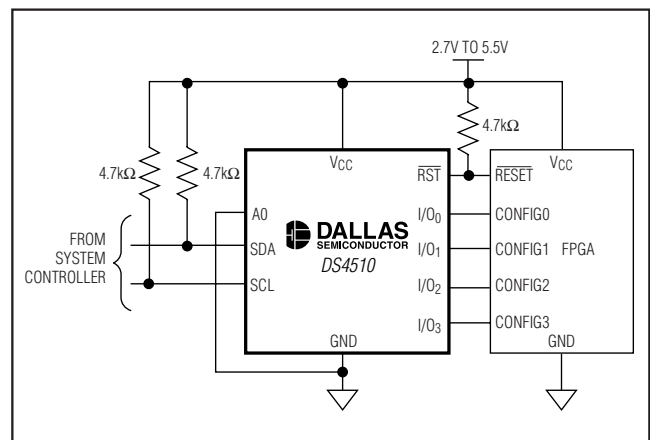 2.7V TO 5.5V
4.7kΩ
4.7kΩ
4.7kΩ
VCC
VCC
RST
RESET
A0
DALLAS
SEMICONDUCTOR
DS4510
I/O0
CONFIG0
FROM
SYSTEM
CONTROLLER
SDA
I/O1
CONFIG1
FPGA
SCL
I/O2
CONFIG2
I/O3
CONFIG3
GND
GND